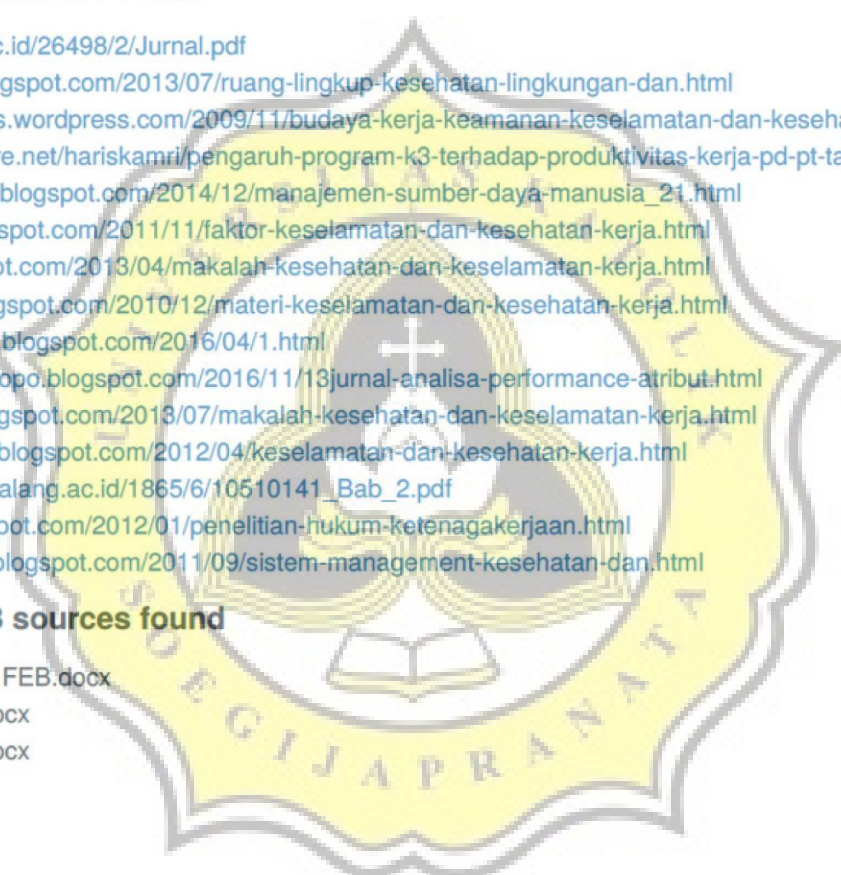 c.id/26498/2/Jurnal.pdf
gspot.com/2013/07/ruang-lingkup-kesehatan-lingkungan-dan.html
s.wordpress.com/2009/11/budaya-kerja-keamanan-keselamatan-dan-keseha
re.net/hariskamri/pengaruh-program-k3-terhadap-produktivitas-kerja-pd-pt-ta
blogspot.com/2014/12/manajemen-sumber-daya-manusia_21.html
spot.com/2011/11/faktor-keselamatan-dan-kesehatan-kerja.html
ot.com/2013/04/makalah-kesehatan-dan-keselamatan-kerja.html
gspot.com/2010/12/materi-keselamatan-dan-kesehatan-kerja.html
.blogspot.com/2016/04/1.html
opo.blogspot.com/2016/11/13jurnal-analisa-performance-atribut.html
gspot.com/2013/07/makalah-kesehatan-dan-keselamatan-kerja.html
blogspot.com/2012/04/keselamatan-dan-kesehatan-kerja.html
alang.ac.id/1865/6/10510141_Bab_2.pdf
pot.com/2012/01/penelitian-hukum-ketenagakerjaan.html
blogspot.com/2011/09/sistem-management-kesehatan-dan.html
3 sources found
FEB.docx
ocx
ocx
UNIVERSITAS KATOLIK
SOEGIJAPRANATA